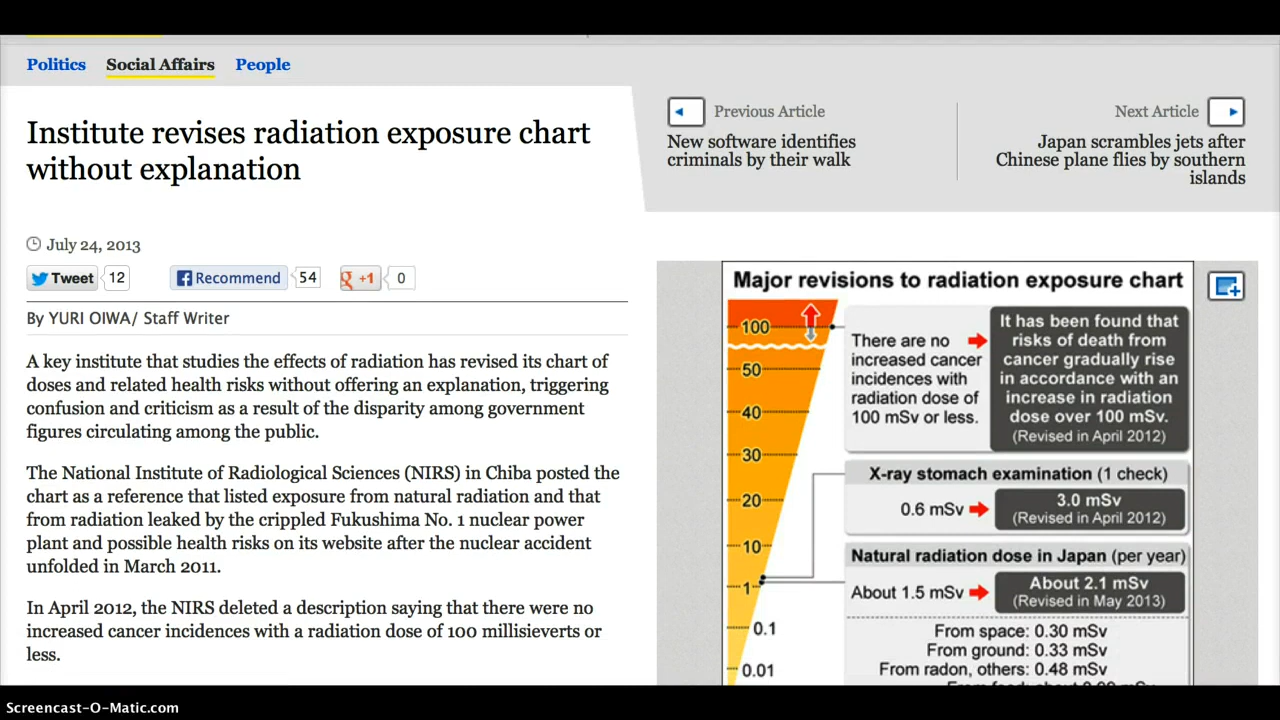 Politics Social Affairs People
Institute revises radiation exposure chart
without explanation
Previous Article
New software identifies
criminals by their walk
Next Article
Japan scrambles jets after
Chinese plane flies by southern
islands
July 24, 2013
Tweet 12 Recommend 54 +1 0
By YURI OIWA/ Staff Writer
A key institute that studies the effects of radiation has revised its chart of
doses and related health risks without offering an explanation, triggering
confusion and criticism as a result of the disparity among government
figures circulating among the public.
The National Institute of Radiological Sciences (NIRS) in Chiba posted the
chart as a reference that listed exposure from natural radiation and that
from radiation leaked by the crippled Fukushima No. 1 nuclear power
plant and possible health risks on its website after the nuclear accident
unfolded in March 2011.
In April 2012, the NIRS deleted a description saying that there were no
increased cancer incidences with a radiation dose of 100 millisieverts or
less.
Major revisions to radiation exposure chart
100
50
40
30
20
10
1
0.1
0.01
There are no
increased cancer
incidences with
radiation dose of
100 mSv or less.
It has been found that
risks of death from
cancer gradually rise
in accordance with an
increase in radiation
dose over 100 mSv.
(Revised in April 2012)
X-ray stomach examination (1 check)
0.6 mSv
3.0 mSv
(Revised in April 2012)
Natural radiation dose in Japan (per year)
About 1.5 mSv
About 2.1 mSv
(Revised in May 2013)
From space: 0.30 mSv
From ground: 0.33 mSv
From radon, others: 0.48 mSv
Screencast-O-Matic.com